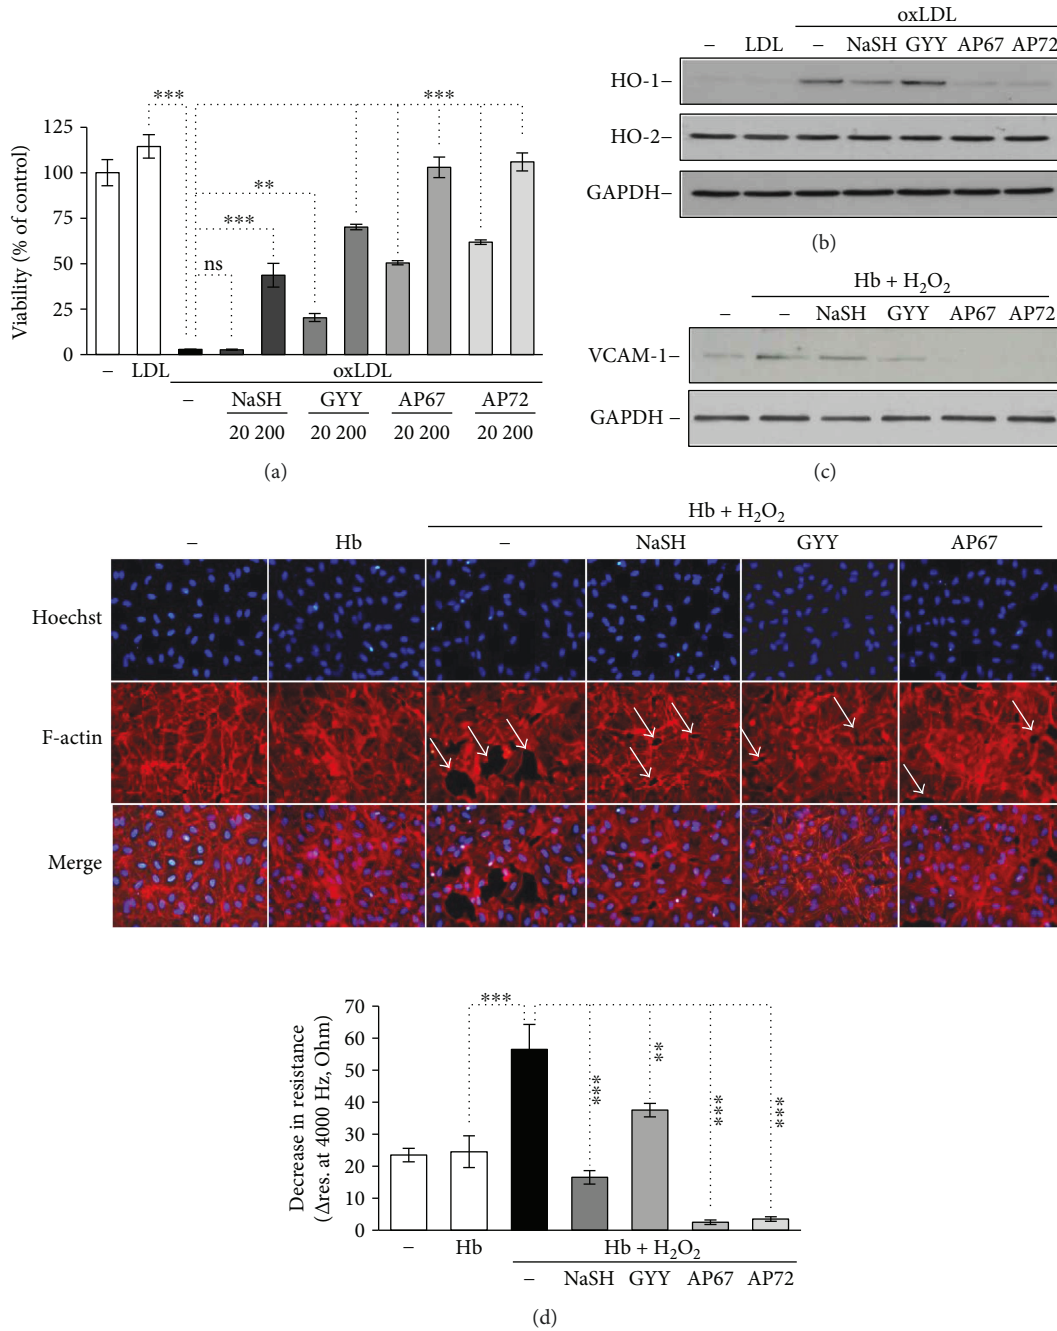 ***
***
**
***
ns
125
100
75
50
25
0
Viability (% of control)
– LDL oxLDL
– NaSH GYY AP67 AP72
20 200 20 200 20 200 20 200
(a)
oxLDL
– LDL – NaSH GYY AP67 AP72
HO-1–
HO-2–
GAPDH–
(b)
Hb + H₂O₂
– – NaSH GYY AP67 AP72
VCAM-1–
GAPDH –
(c)
Hb + H₂O₂
– Hb – NaSH GYY AP67
Hoechst
F-actin
Merge
***
***
**
***
***
70
60
50
40
30
20
10
0
Decrease in resistance
(Δres. at 4000 Hz, Ohm)
– Hb Hb + H₂O₂
– NaSH GYY AP67 AP72
(d)